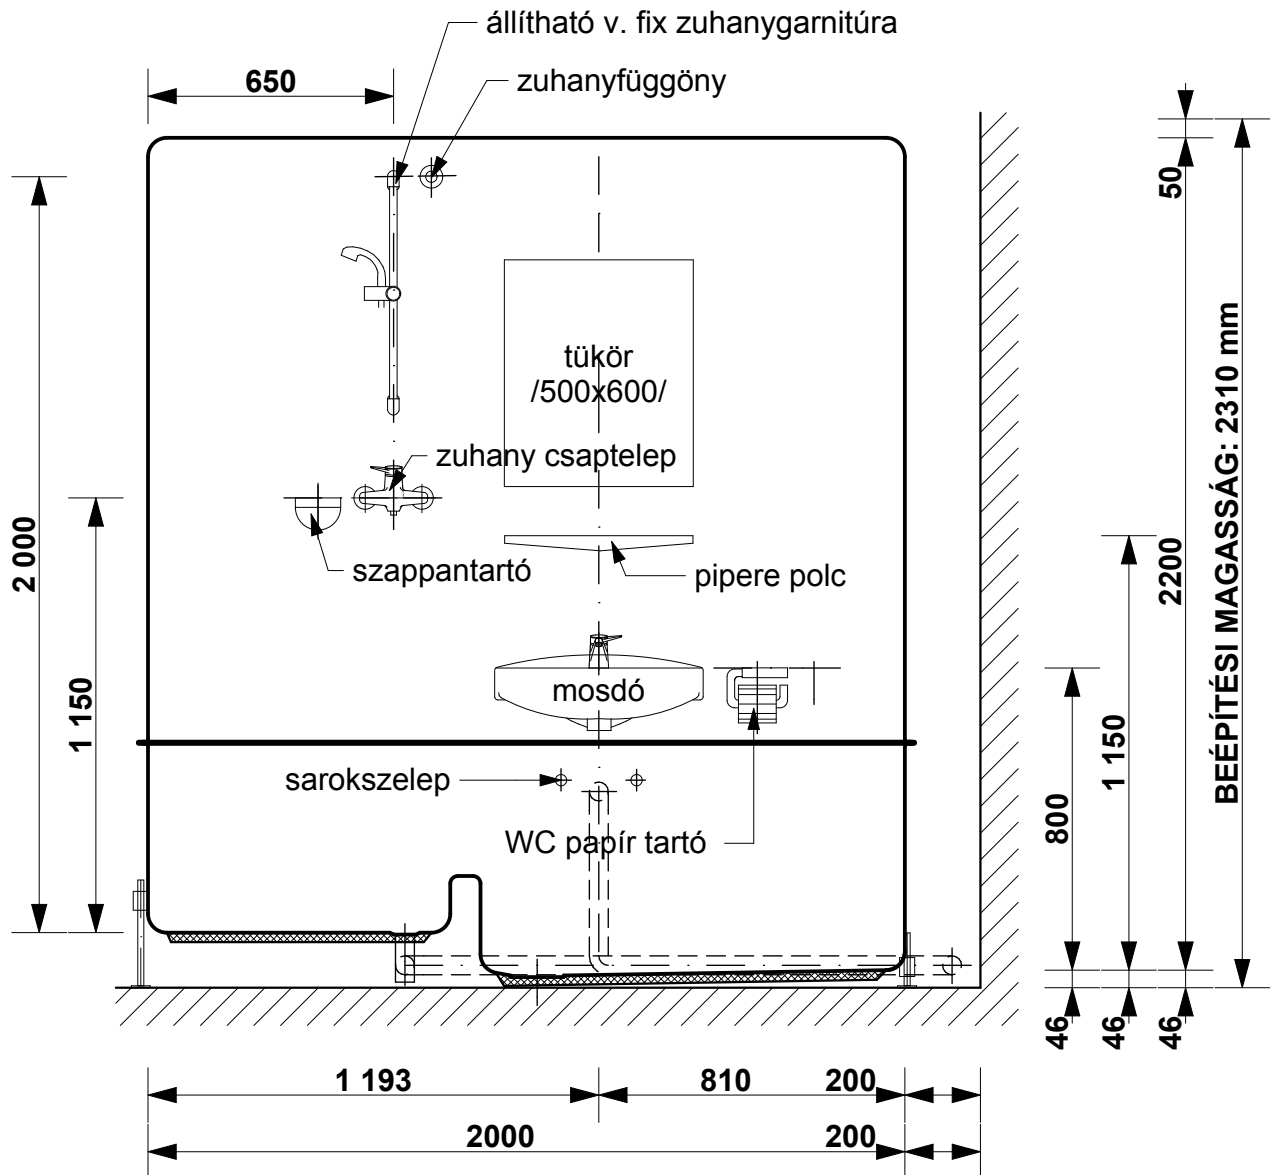 állítható v. fix zuhanygarnitúra
650
zuhanyfüggöny
50
2 000
tükör
/500x600/
BEÉPÍTÉSI MAGASSÁG: 2310 mm
zuhany csaptelep
szappantartó
pipere polc
2200
1 150
mosdó
1 150
sarokszelep
WC papír tartó
800
46
46
46
1 193
810
200
2000
200